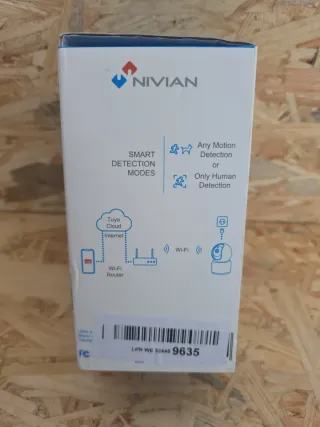 NIVIAN
SMART
DETECTION
MODES
Any Motion
Detection
or
Only Human
Detection
Tuya
Cloud
Internet
Wi-Fi
Wi-Fi
Router
LPN WE 9635
FC